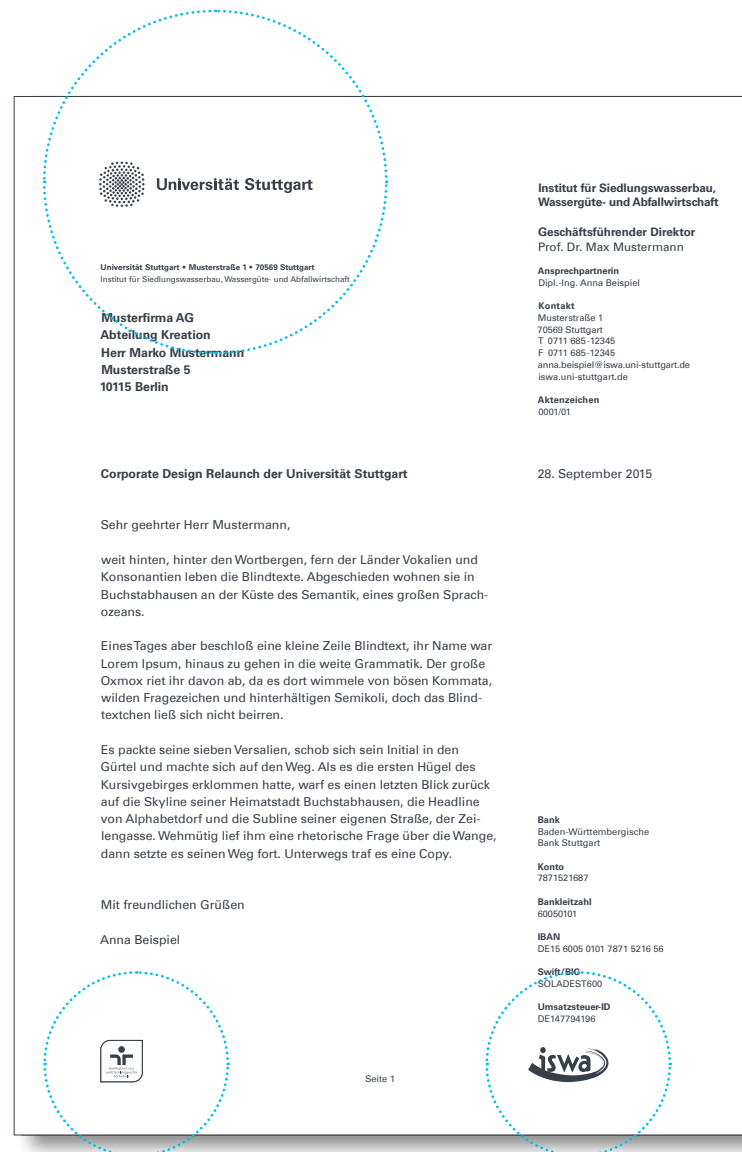 Universität Stuttgart
Institut für Siedlungswasserbau,
Wassergüte- und Abfallwirtschaft
Geschäftsführender Direktor
Prof. Dr. Max Mustermann
Ansprechpartnerin
Dipl.-Ing. Anna Beispiel
Kontakt
Musterstraße 1
70569 Stuttgart
T 0711 685-12345
F 0711 685-12345
anna.beispiel@iswa.uni-stuttgart.de
iswa.uni-stuttgart.de
Aktenzeichen
0001/01
Universität Stuttgart • Musterstraße 1 • 70569 Stuttgart
Institut für Siedlungswasserbau, Wassergüte- und Abfallwirtschaft
Musterfirma AG
Abteilung Kreation
Herr Marko Mustermann
Musterstraße 5
10115 Berlin
Corporate Design Relaunch der Universität Stuttgart
28. September 2015
Sehr geehrter Herr Mustermann,
weit hinten, hinter den Wortbergen, fern der Länder Vokalien und
Konsonantien leben die Blindtexte. Abgeschieden wohnen sie in
Buchstabhausen an der Küste des Semantik, eines großen Sprach-
ozeans.
Eines Tages aber beschloß eine kleine Zeile Blindtext, ihr Name war
Lorem Ipsum, hinaus zu gehen in die weite Grammatik. Der große
Oxmox riet ihr davon ab, da es dort wimmele von bösen Kommata,
wilden Fragezeichen und hinterhältigen Semikoli, doch das Blind-
textchen ließ sich nicht beirren.
Es packte seine sieben Versalien, schob sich sein Initial in den
Gürtel und machte sich auf den Weg. Als es die ersten Hügel des
Kursivgebirges erklommen hatte, warf es einen letzten Blick zurück
auf die Skyline seiner Heimatstadt Buchstabhausen, die Headline
von Alphabetdorf und die Subline seiner eigenen Straße, der Zei-
lengasse. Wehmütig lief ihm eine rhetorische Frage über die Wange,
dann setzte es seinen Weg fort. Unterwegs traf es eine Copy.
Mit freundlichen Grüßen
Anna Beispiel
Bank
Baden-Württembergische
Bank Stuttgart
Konto
7871521687
Bankleitzahl
60050101
IBAN
DE15 6005 0101 7871 5216 56
Swift/BIC
SOLADEST600
Umsatzsteuer-ID
DE147794196
Seite 1
iswa